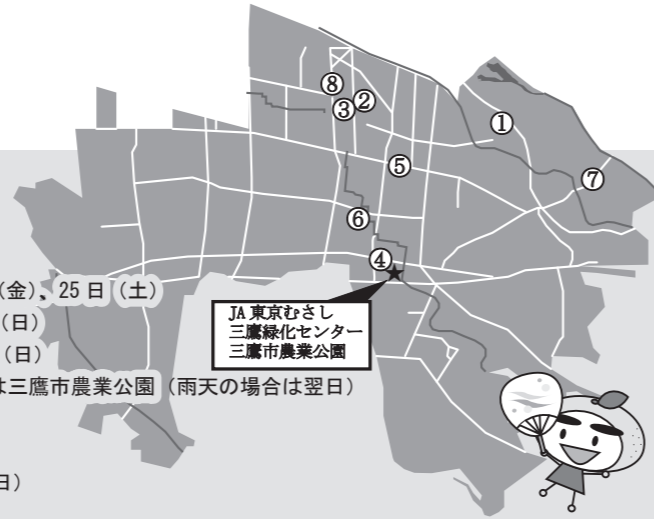 ⑧
③②
①
⑤
⑦
⑥
④
(金)、25日(土)
(日)
(日)
は三鷹市農業公園(雨天の場合は翌日)
日)
JA東京むさし
三鷹緑化センター
三鷹市農業公園